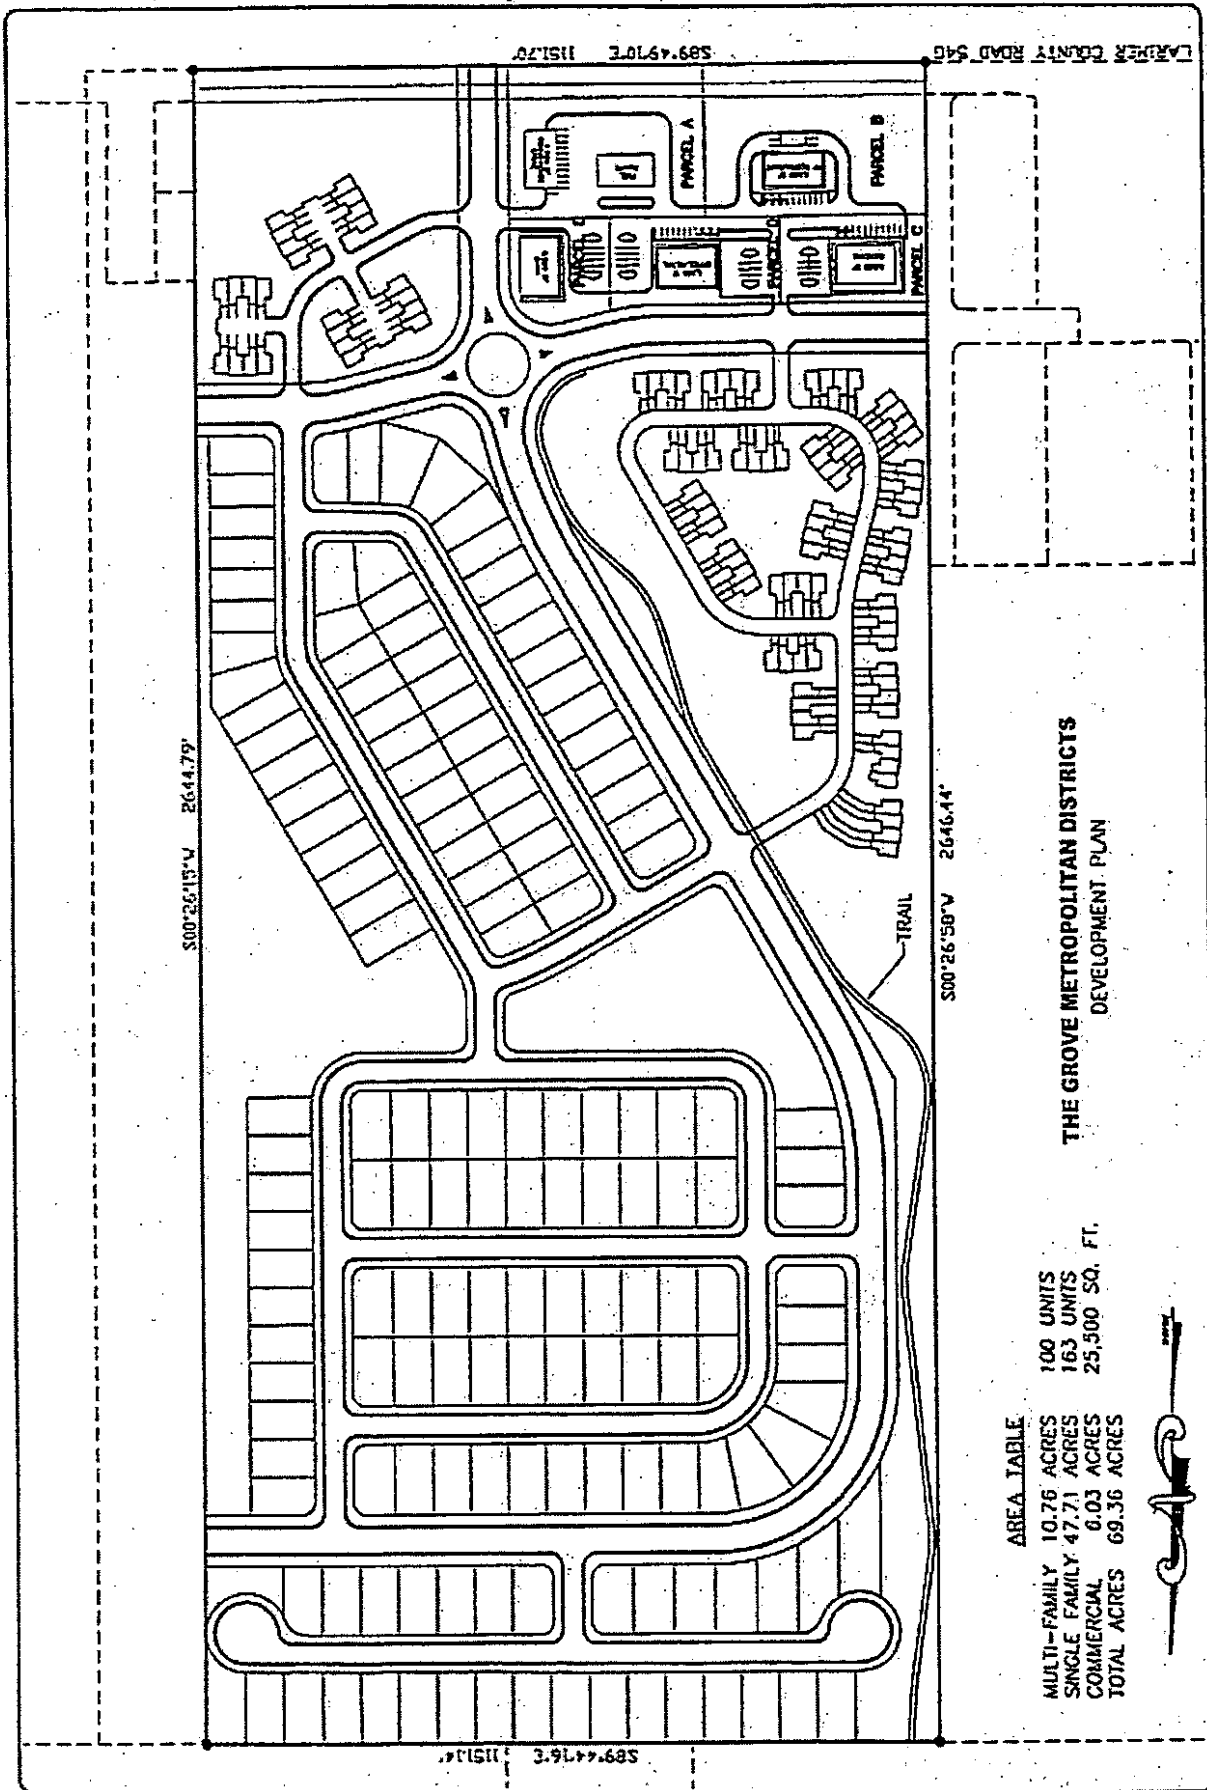 LARIMER COUNTY ROAD 54G
S89°49'10"E 1151.70'
PARCEL A
PARCEL B
PARCEL C
PARCEL D
PARCEL D
S00°26'15"W 2644.79'
S00°26'58"W 2646.44'
TRAIL
S89°44'16"E 1151.14'
THE GROVE METROPOLITAN DISTRICTS
DEVELOPMENT PLAN
AREA TABLE
MULTI-FAMILY 10.76 ACRES 100 UNITS
SINGLE FAMILY 47.71 ACRES 163 UNITS
COMMERCIAL 6.03 ACRES 25,500 SQ. FT.
TOTAL ACRES 69.36 ACRES